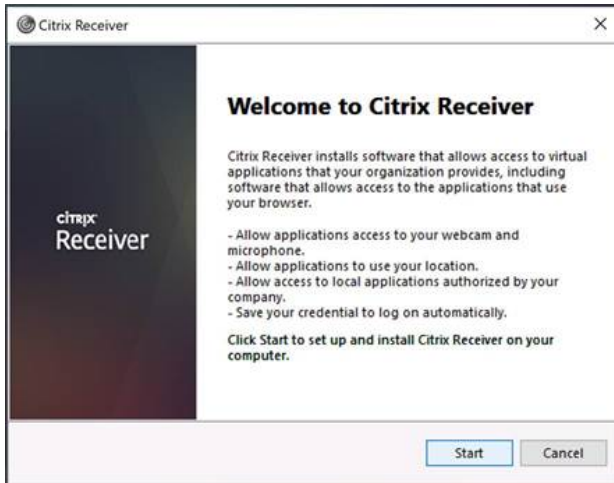 Citrix Receiver
Welcome to Citrix Receiver
Citrix Receiver installs software that allows access to virtual
applications that your organization provides, including
software that allows access to the applications that use
your browser.
- Allow applications access to your webcam and
microphone.
- Allow applications to use your location.
- Allow access to local applications authorized by your
company.
- Save your credential to log on automatically.
Click Start to set up and install Citrix Receiver on your
computer.
CİTRIX
Receiver
Start Cancel